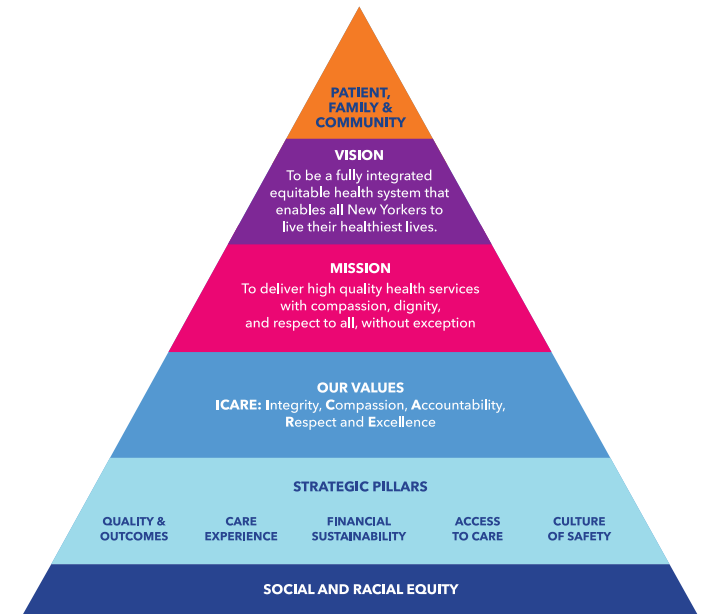 PATIENT,
FAMILY &
COMMUNITY
VISION
To be a fully integrated
equitable health system that
enables all New Yorkers to
live their healthiest lives.
MISSION
To deliver high quality health services
with compassion, dignity,
and respect to all, without exception
OUR VALUES
ICARE: Integrity, Compassion, Accountability,
Respect and Excellence
STRATEGIC PILLARS
QUALITY &
OUTCOMES
CARE
EXPERIENCE
FINANCIAL
SUSTAINABILITY
ACCESS
TO CARE
CULTURE
OF SAFETY
SOCIAL AND RACIAL EQUITY